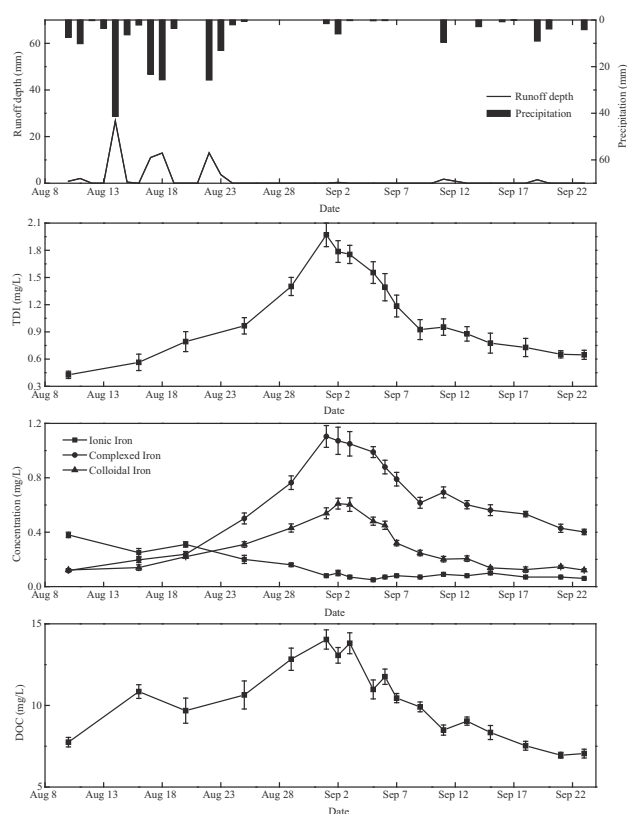 60
40
20
0
Runoff depth (mm)
0
20
40
60
Precipitation (mm)
Runoff depth
Precipitation
Aug 8 Aug 13 Aug 18 Aug 23 Aug 28 Sep 2 Sep 7 Sep 12 Sep 17 Sep 22
Date
2.1
1.8
1.5
1.2
0.9
0.6
0.3
TDI (mg/L)
Aug 8 Aug 13 Aug 18 Aug 23 Aug 28 Sep 2 Sep 7 Sep 12 Sep 17 Sep 22
Date
1.2
0.8
0.4
0.0
Concentration (mg/L)
Ionic Iron
Complexed Iron
Colloidal Iron
Aug 8 Aug 13 Aug 18 Aug 23 Aug 28 Sep 2 Sep 7 Sep 12 Sep 17 Sep 22
Date
15
10
5
DOC (mg/L)
Aug 8 Aug 13 Aug 18 Aug 23 Aug 28 Sep 2 Sep 7 Sep 12 Sep 17 Sep 22
Date